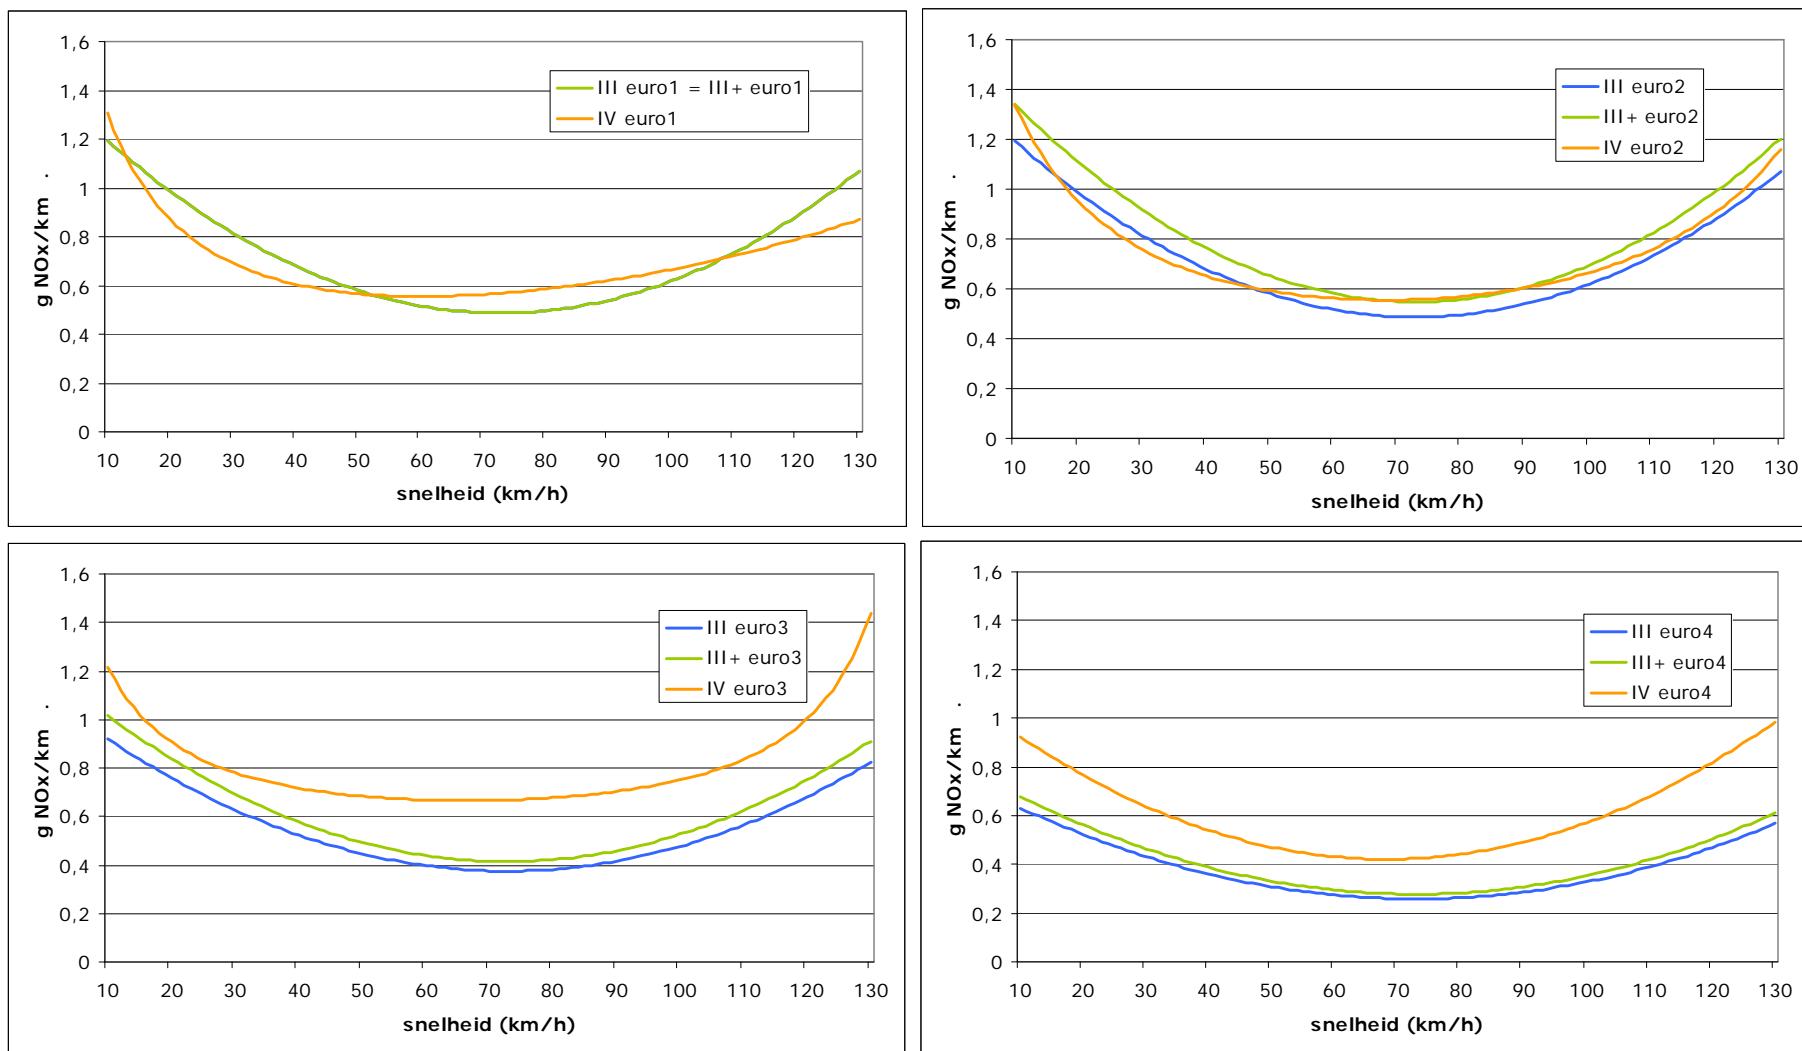 1,6
1,4
1,2
1
0,8
0,6
0,4
0,2
0
g NOx/km .
III euro1 = III+ euro1
IV euro1
10 20 30 40 50 60 70 80 90 100 110 120 130
snelheid (km/h)
1,6
1,4
1,2
1
0,8
0,6
0,4
0,2
0
g NOx/km .
III euro2
III+ euro2
IV euro2
10 20 30 40 50 60 70 80 90 100 110 120 130
snelheid (km/h)
1,6
1,4
1,2
1
0,8
0,6
0,4
0,2
0
g NOx/km .
III euro3
III+ euro3
IV euro3
10 20 30 40 50 60 70 80 90 100 110 120 130
snelheid (km/h)
1,6
1,4
1,2
1
0,8
0,6
0,4
0,2
0
g NOx/km .
III euro4
III+ euro4
IV euro4
10 20 30 40 50 60 70 80 90 100 110 120 130
snelheid (km/h)